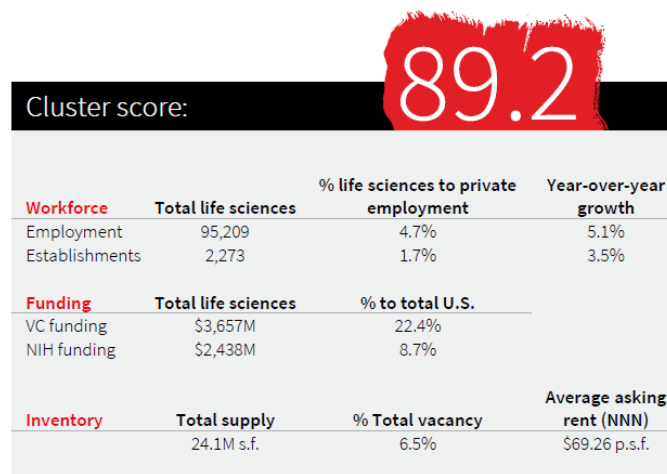 89.2
Cluster score:
% life sciences to private Year-over-year
Workforce Total life sciences employment growth
Employment 95,209 4.7% 5.1%
Establishments 2,273 1.7% 3.5%
Funding Total life sciences % to total U.S.
VC funding $3,657M 22.4%
NIH funding $2,438M 8.7%
Average asking
Inventory Total supply % Total vacancy rent (NNN)
24.1M s.f. 6.5% $69.26 p.s.f.